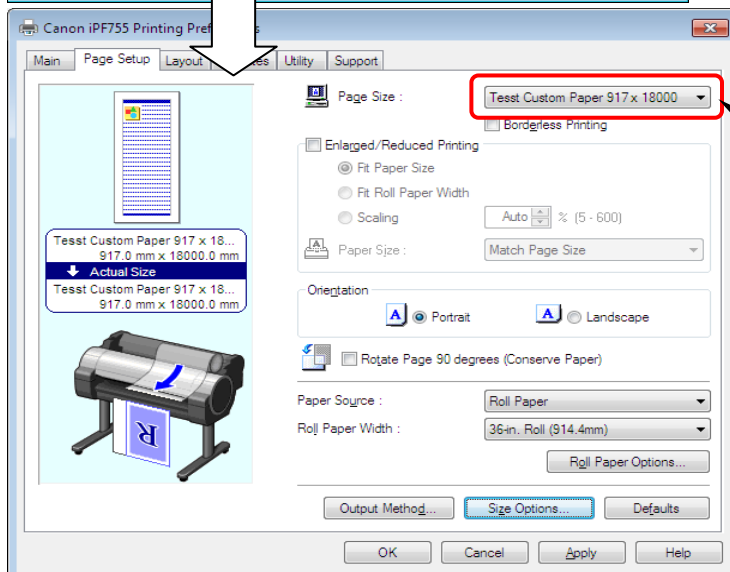 Canon iPF755 Printing Pref
Main Page Setup Layout Utility Support
Page Size : Tesst Custom Paper 917 x 18000
Borderless Printing
Enlarged/Reduced Printing
Fit Paper Size
Fit Roll Paper Width
Scaling Auto % (5 - 600)
Paper Size : Match Page Size
Tesst Custom Paper 917 x 18...
917.0 mm x 18000.0 mm
Actual Size
Tesst Custom Paper 917 x 18...
917.0 mm x 18000.0 mm
Orientation
A Portrait A Landscape
Rotate Page 90 degrees (Conserve Paper)
R
Paper Source : Roll Paper
Roll Paper Width : 36-in. Roll (914.4mm)
Roll Paper Options...
Output Method... Size Options... Defaults
OK Cancel Apply Help